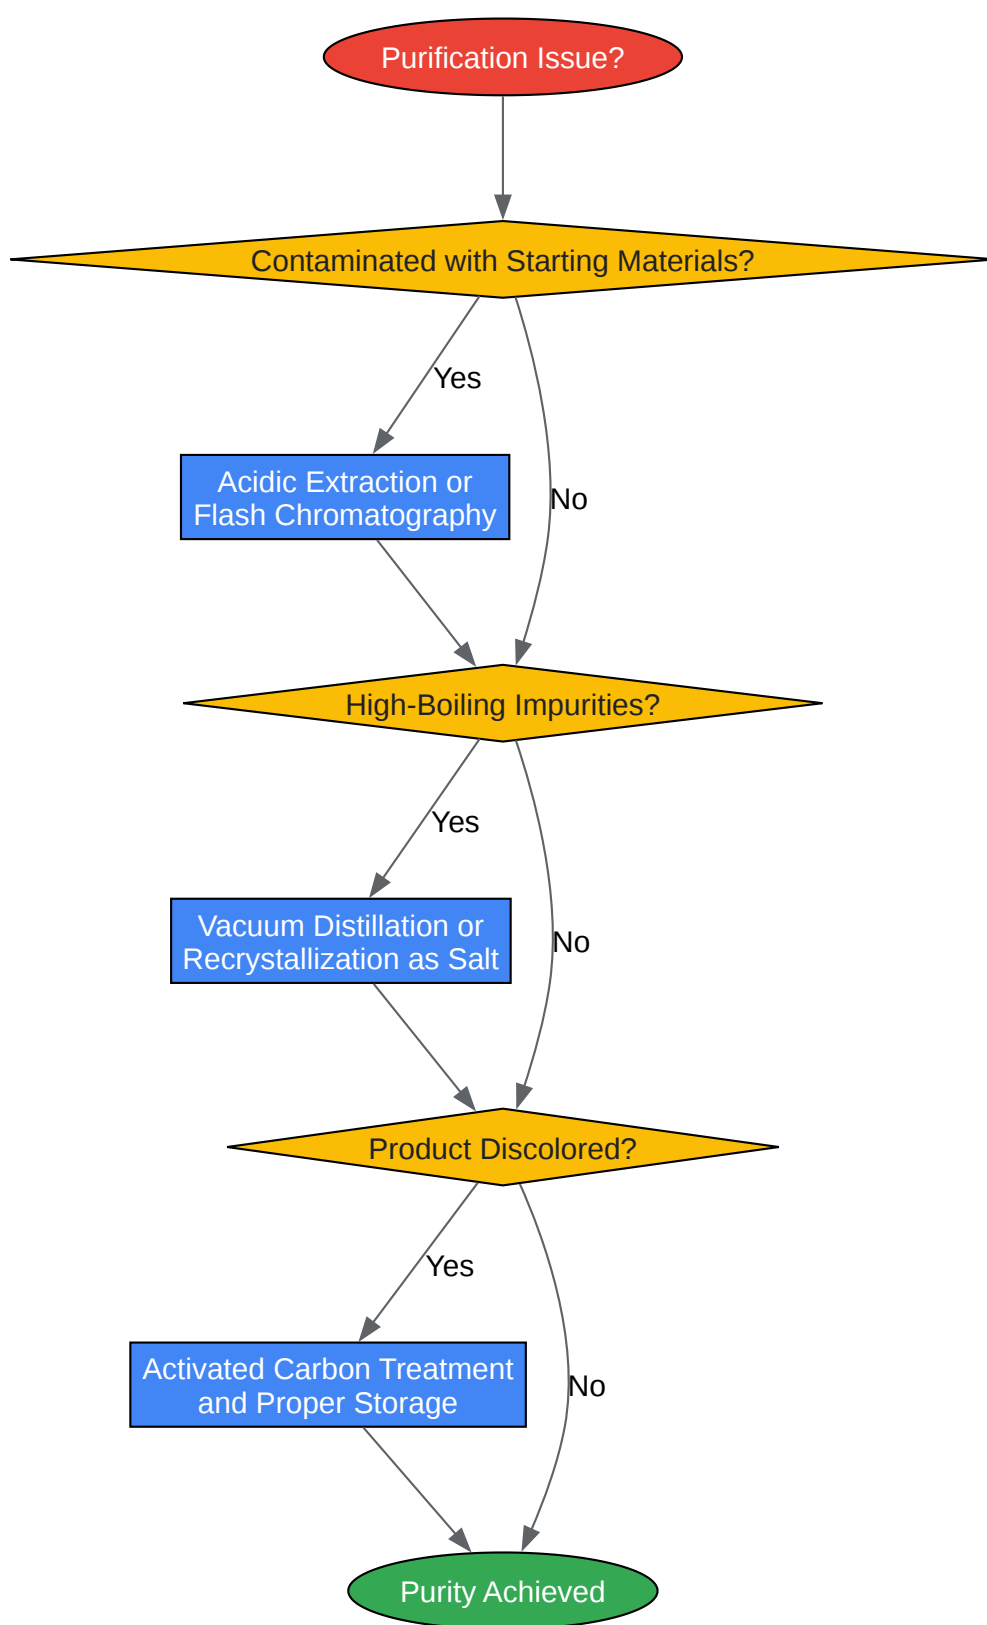 Purification Issue?
Contaminated with Starting Materials?
Yes
Acidic Extraction or
Flash Chromatography
No
High-Boiling Impurities?
Yes
Vacuum Distillation or
Recrystallization as Salt
No
Product Discolored?
Yes
Activated Carbon Treatment
and Proper Storage
No
Purity Achieved